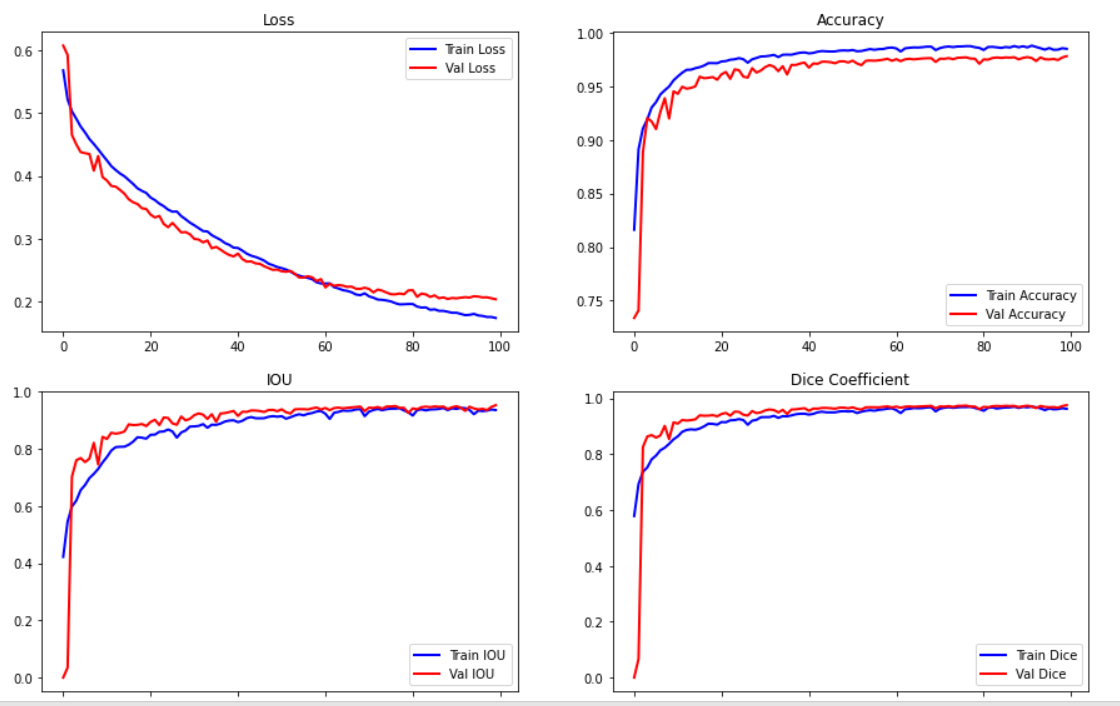 Loss
0.6
0.5
0.4
0.3
0.2
0 20 40 60 80 100
Train Loss
Val Loss
Accuracy
1.00
0.95
0.90
0.85
0.80
0.75
0 20 40 60 80 100
Train Accuracy
Val Accuracy
IOU
1.0
0.8
0.6
0.4
0.2
0.0
Train IOU
Val IOU
Dice Coefficient
1.0
0.8
0.6
0.4
0.2
0.0
Train Dice
Val Dice